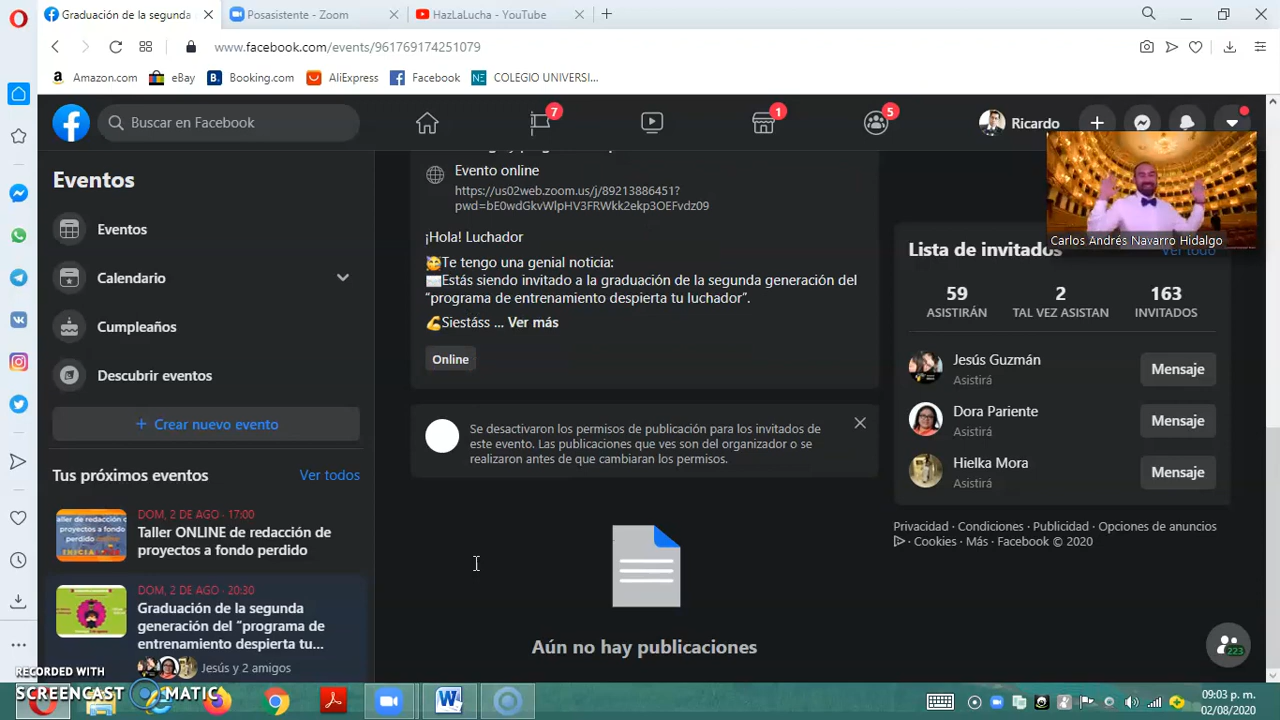 Graduación de la segunda
Posasistente - Zoom
HazLaLucha - YouTube
www.facebook.com/events/961769174251079
Amazon.com
eBay
Booking.com
AliExpress
Facebook
COLEGIO UNIVERSI...
Buscar en Facebook
7
1
5
Ricardo
Eventos
Eventos
Calendario
Cumpleaños
Descubrir eventos
+ Crear nuevo evento
Tus próximos eventos
Ver todos
DOM, 2 DE AGO · 17:00
Taller ONLINE de redacción de
proyectos a fondo perdido
DOM, 2 DE AGO · 20:30
Graduación de la segunda
generación del “programa de
entrenamiento despierta tu...
Jesús y 2 amigos
Evento online
https://us02web.zoom.us/j/89213886451?
pwd=bE0wdGkvWlpHV3FRWkk2ekp3OEFvdz09
¡Hola! Luchador
🥰Te tengo una genial noticia:
✉️Estás siendo invitado a la graduación de la segunda generación del
“programa de entrenamiento despierta tu luchador”.
💪Siestáss ... Ver más
Online
Se desactivaron los permisos de publicación para los invitados de
este evento. Las publicaciones que ves son del organizador o se
realizaron antes de que cambiaran los permisos.
Aún no hay publicaciones
Carlos Andrés Navarro Hidalgo
Lista de invitados
Ver todo
59
ASISTIRÁN
2
TAL VEZ ASISTAN
163
INVITADOS
Jesús Guzmán
Asistirá
Mensaje
Dora Pariente
Asistirá
Mensaje
Hielka Mora
Asistirá
Mensaje
Privacidad · Condiciones · Publicidad · Opciones de anuncios
· Cookies · Más · Facebook © 2020
223
RECORDED WITH
SCREENCAST MATIC
09:03 p. m.
02/08/2020